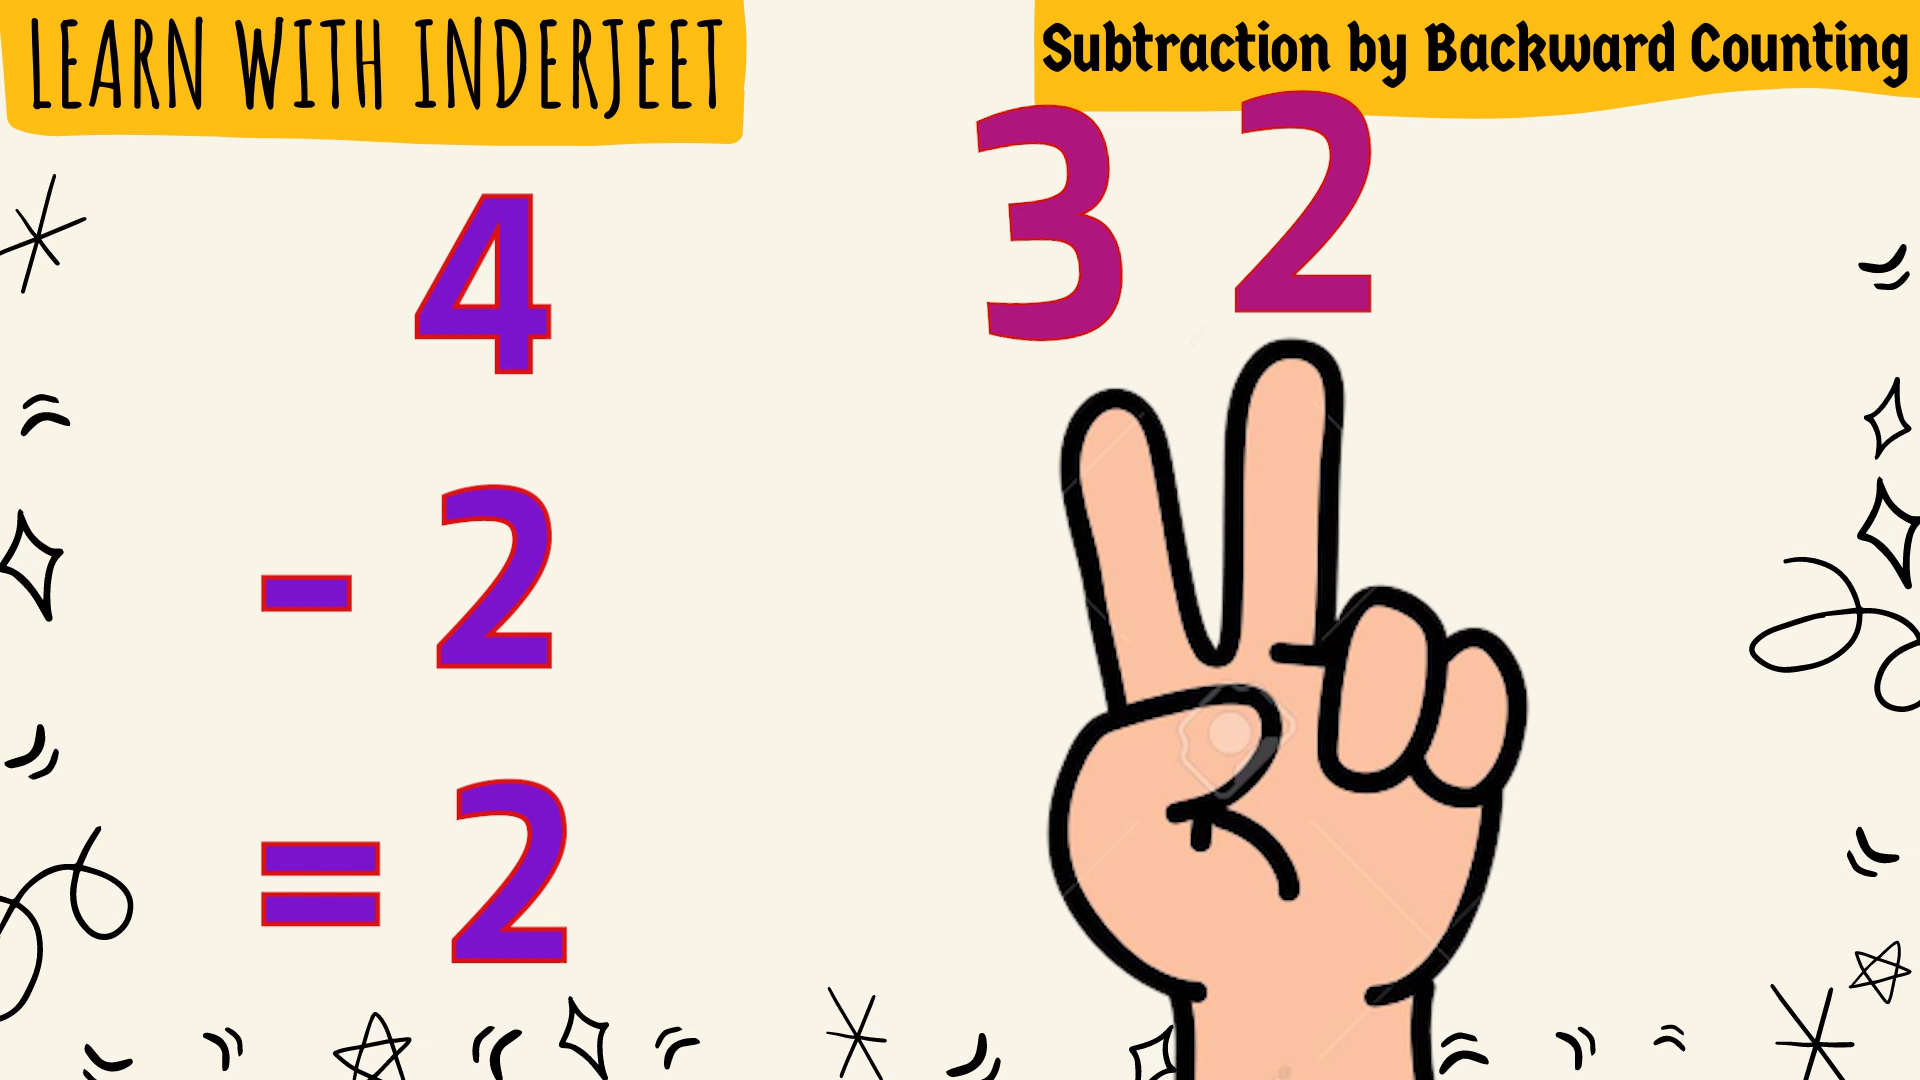 LEARN WITH INDERJEET
Subtraction by Backward Counting
3 2
4
- 2
= 2